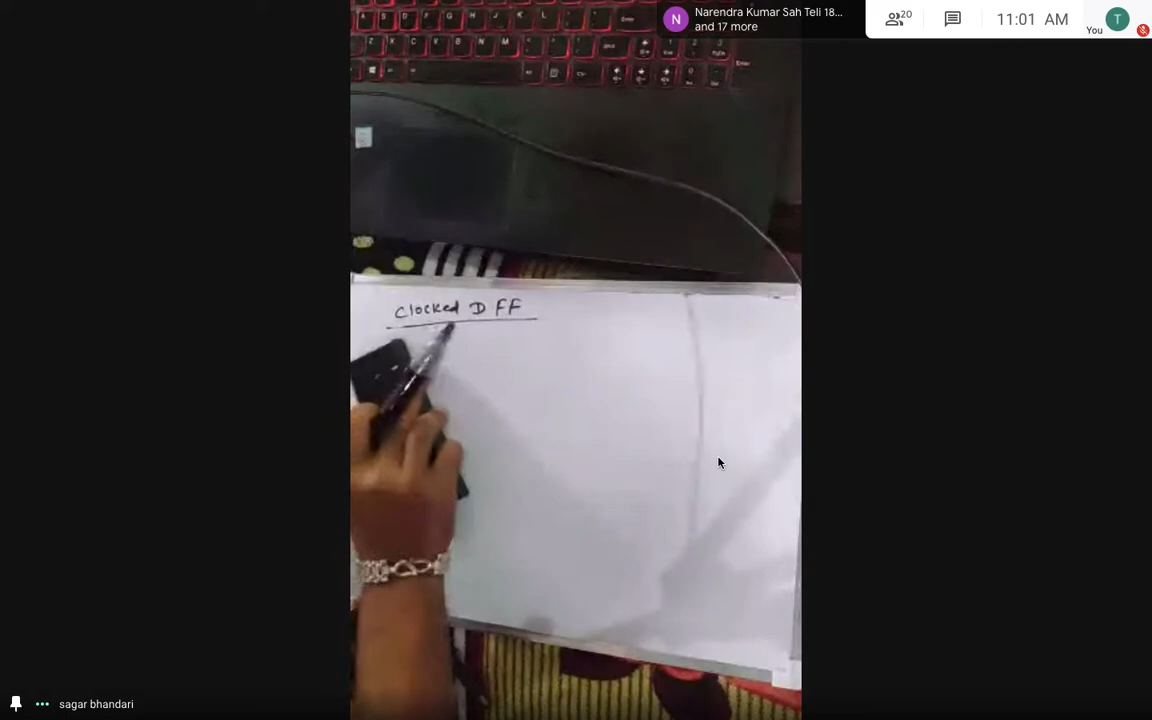 N
Narendra Kumar Sah Teli 18...
and 17 more
20
11:01 AM
You
T
Clocked D FF
sagar bhandari